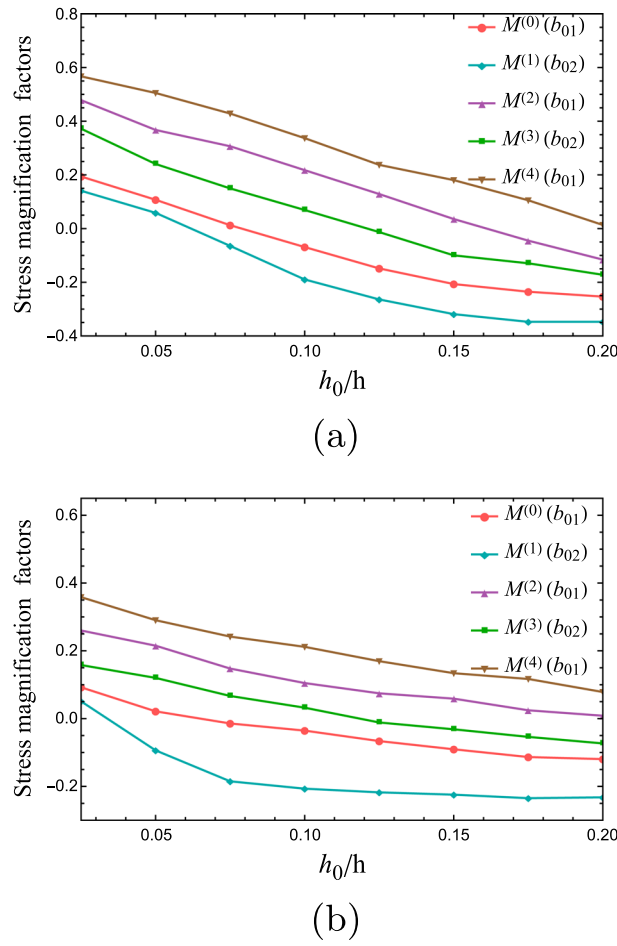 0.8
0.6
0.4
0.2
0.0
−0.2
−0.4
Stress magnification factors
M(0) (b01)
M(1) (b02)
M(2) (b01)
M(3) (b02)
M(4) (b01)
0.05 0.10 0.15 0.20
h0/h
(a)
0.6
0.4
0.2
0.0
−0.2
Stress magnification factors
M(0) (b01)
M(1) (b02)
M(2) (b01)
M(3) (b02)
M(4) (b01)
0.05 0.10 0.15 0.20
h0/h
(b)